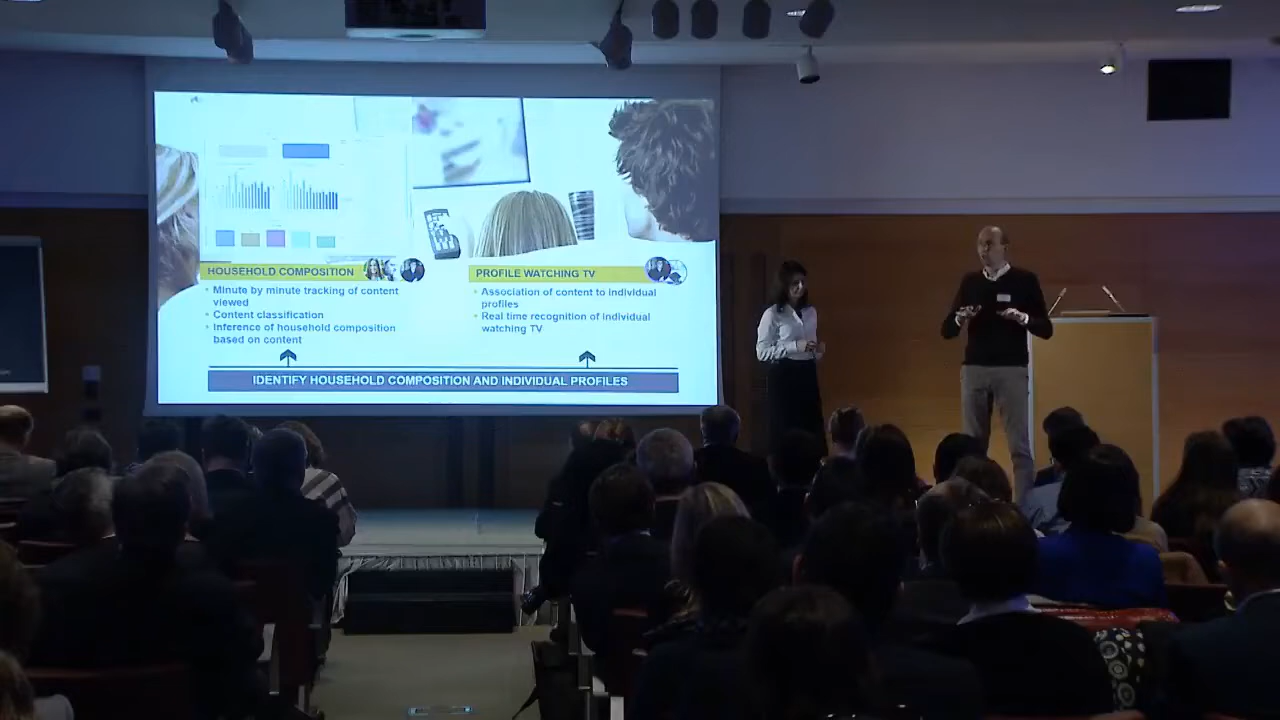 HOUSEHOLD COMPOSITION
• Minute by minute tracking of content
viewed
• Content classification
• Inference of household composition
based on content
PROFILE WATCHING TV
• Association of content to individual
profiles
• Real time recognition of individual
watching TV
IDENTIFY HOUSEHOLD COMPOSITION AND INDIVIDUAL PROFILES